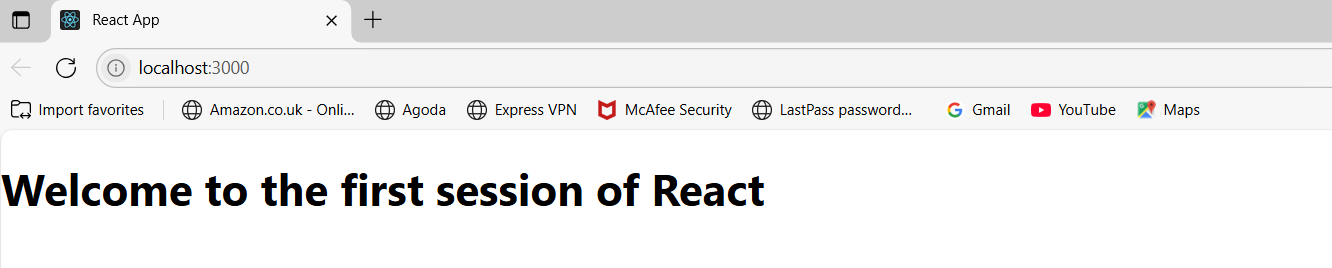 React App
localhost:3000
Import favorites Amazon.co.uk - Onli... Agoda Express VPN McAfee Security LastPass password... Gmail YouTube Maps
Welcome to the first session of React